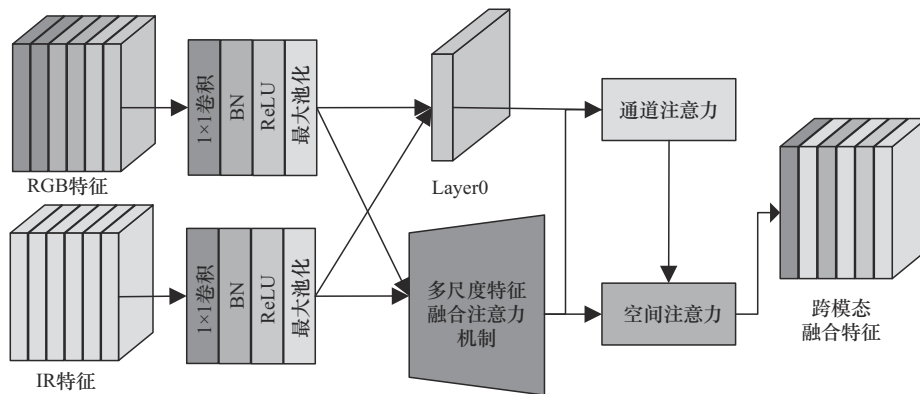 RGB特征
1×1卷积
BN
ReLU
最大池化
Layer0
通道注意力
IR特征
1×1卷积
BN
ReLU
最大池化
多尺度特征
融合注意力
机制
空间注意力
跨模态
融合特征